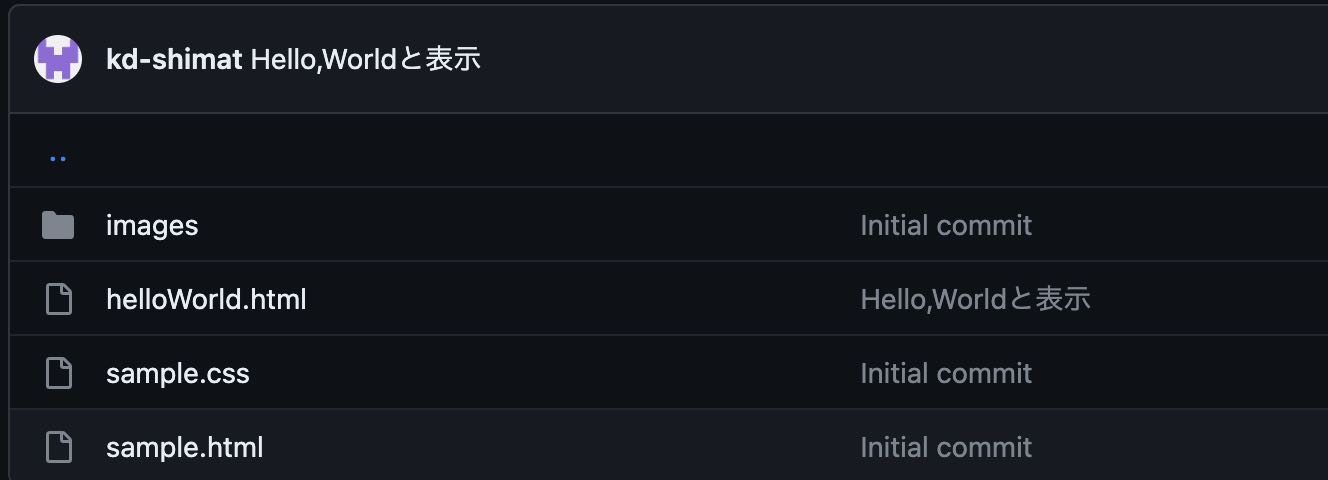 kd-shimat Hello,Worldと表示
..
images Initial commit
helloWorld.html Hello,Worldと表示
sample.css Initial commit
sample.html Initial commit